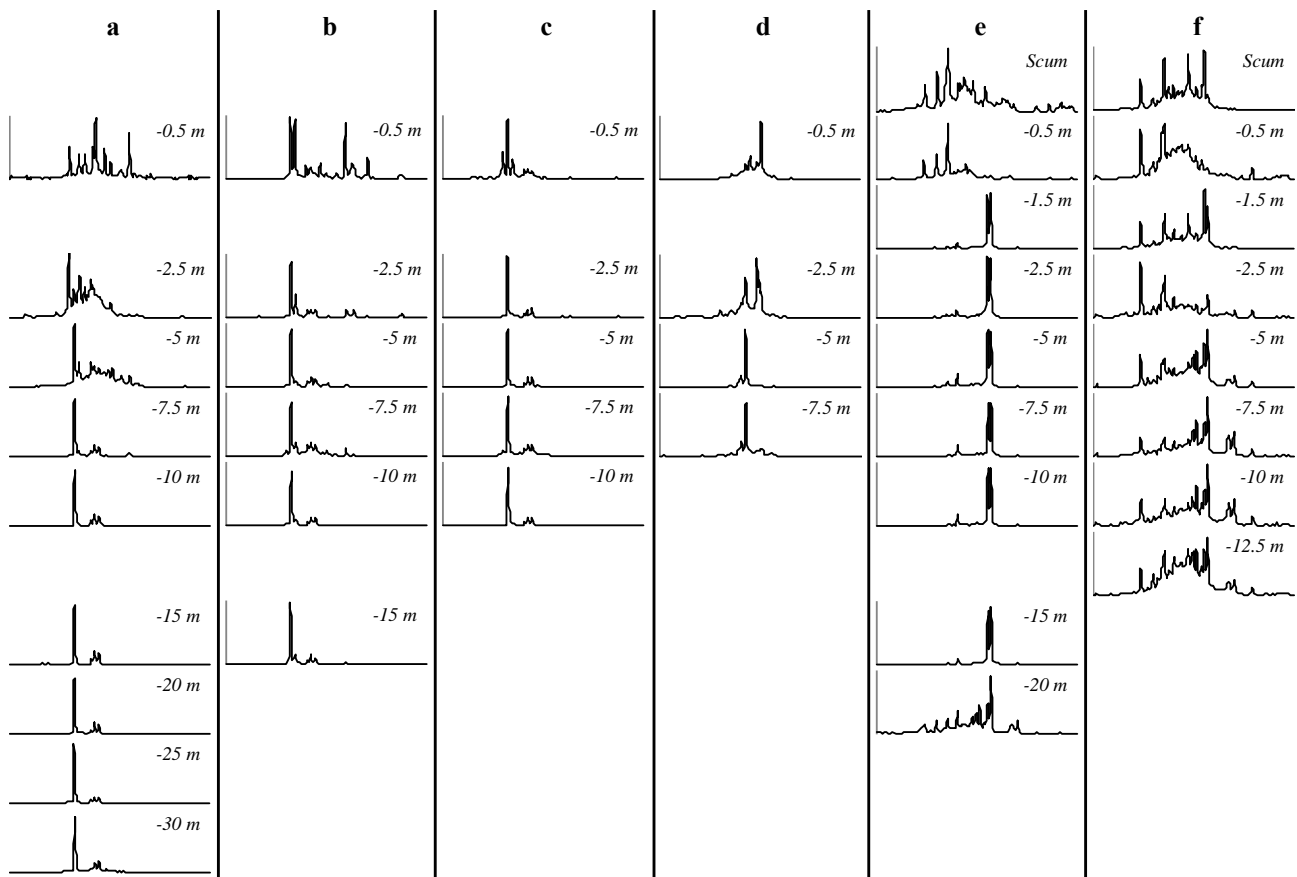 a b c d e f
Scum Scum
-0.5 m -0.5 m -0.5 m -0.5 m -0.5 m -0.5 m
-1.5 m -1.5 m
-2.5 m -2.5 m -2.5 m -2.5 m -2.5 m -2.5 m
-5 m -5 m -5 m -5 m -5 m -5 m
-7.5 m -7.5 m -7.5 m -7.5 m -7.5 m -7.5 m
-10 m -10 m -10 m -10 m -10 m
-12.5 m
-15 m -15 m -15 m
-20 m -20 m
-25 m
-30 m